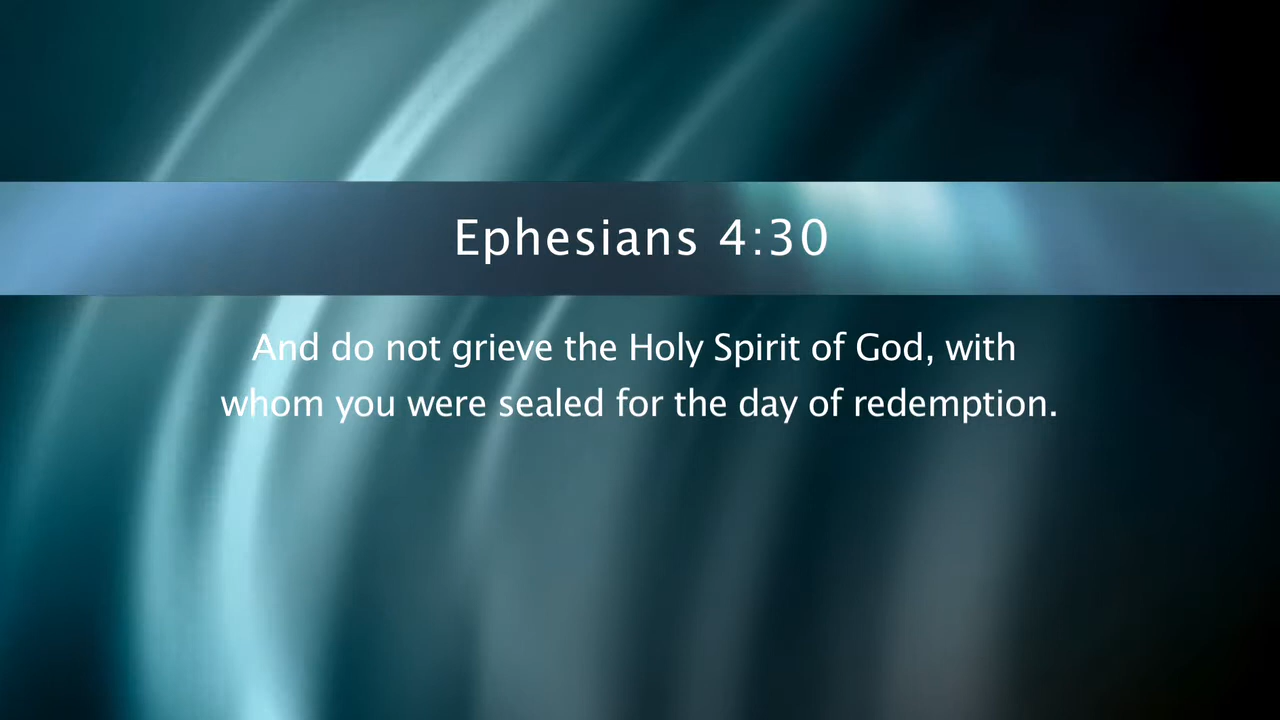 Ephesians 4:30
And do not grieve the Holy Spirit of God, with
whom you were sealed for the day of redemption.